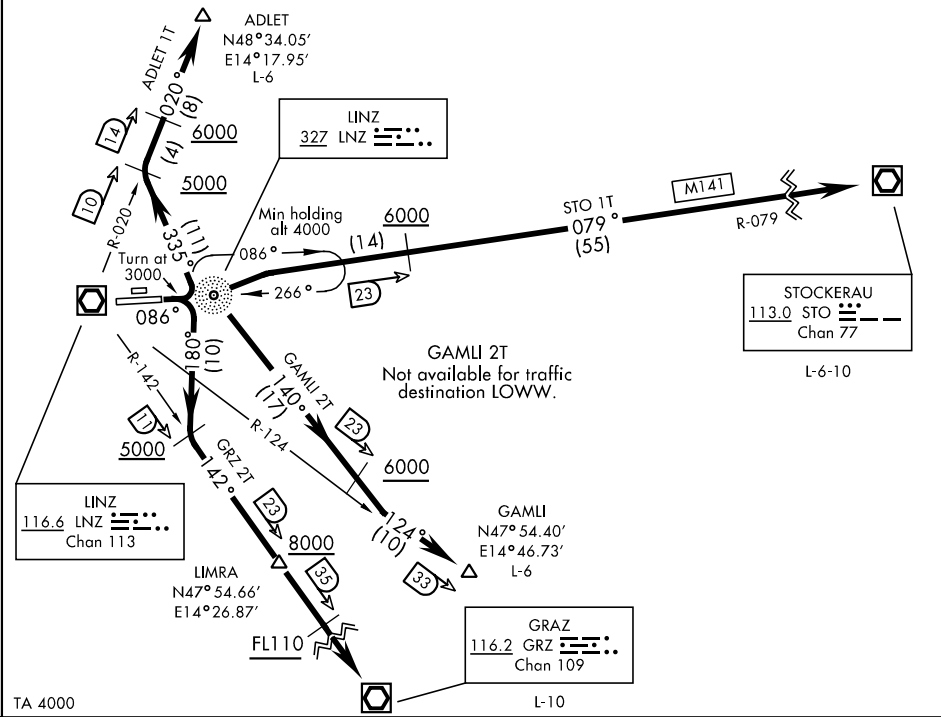 ADLET
N48°34.05'
E14°17.95'
L-6
ADLET 1T
020°
(8)
14
6000
(4)
10
5000
R-020
335°
(11)
Turn at
3000
086°
LINZ
327 LNZ
Min holding
alt 4000
086°
266°
(14)
6000
23
STO 1T
079°
(55)
M141
R-079
STOCKERAU
113.0 STO
Chan 77
L-6-10
180°
(10)
R-142
11
5000
GRZ 2T
142°
R-124
GAMLI 2T
140°
(17)
GAMLI 2T
Not available for traffic
destination LOWW.
23
6000
124°
(10)
33
GAMLI
N47°54.40'
E14°46.73'
L-6
LINZ
116.6 LNZ
Chan 113
23
8000
LIMRA
N47°54.66'
E14°26.87'
35
FL110
GRAZ
116.2 GRZ
Chan 109
L-10
TA 4000